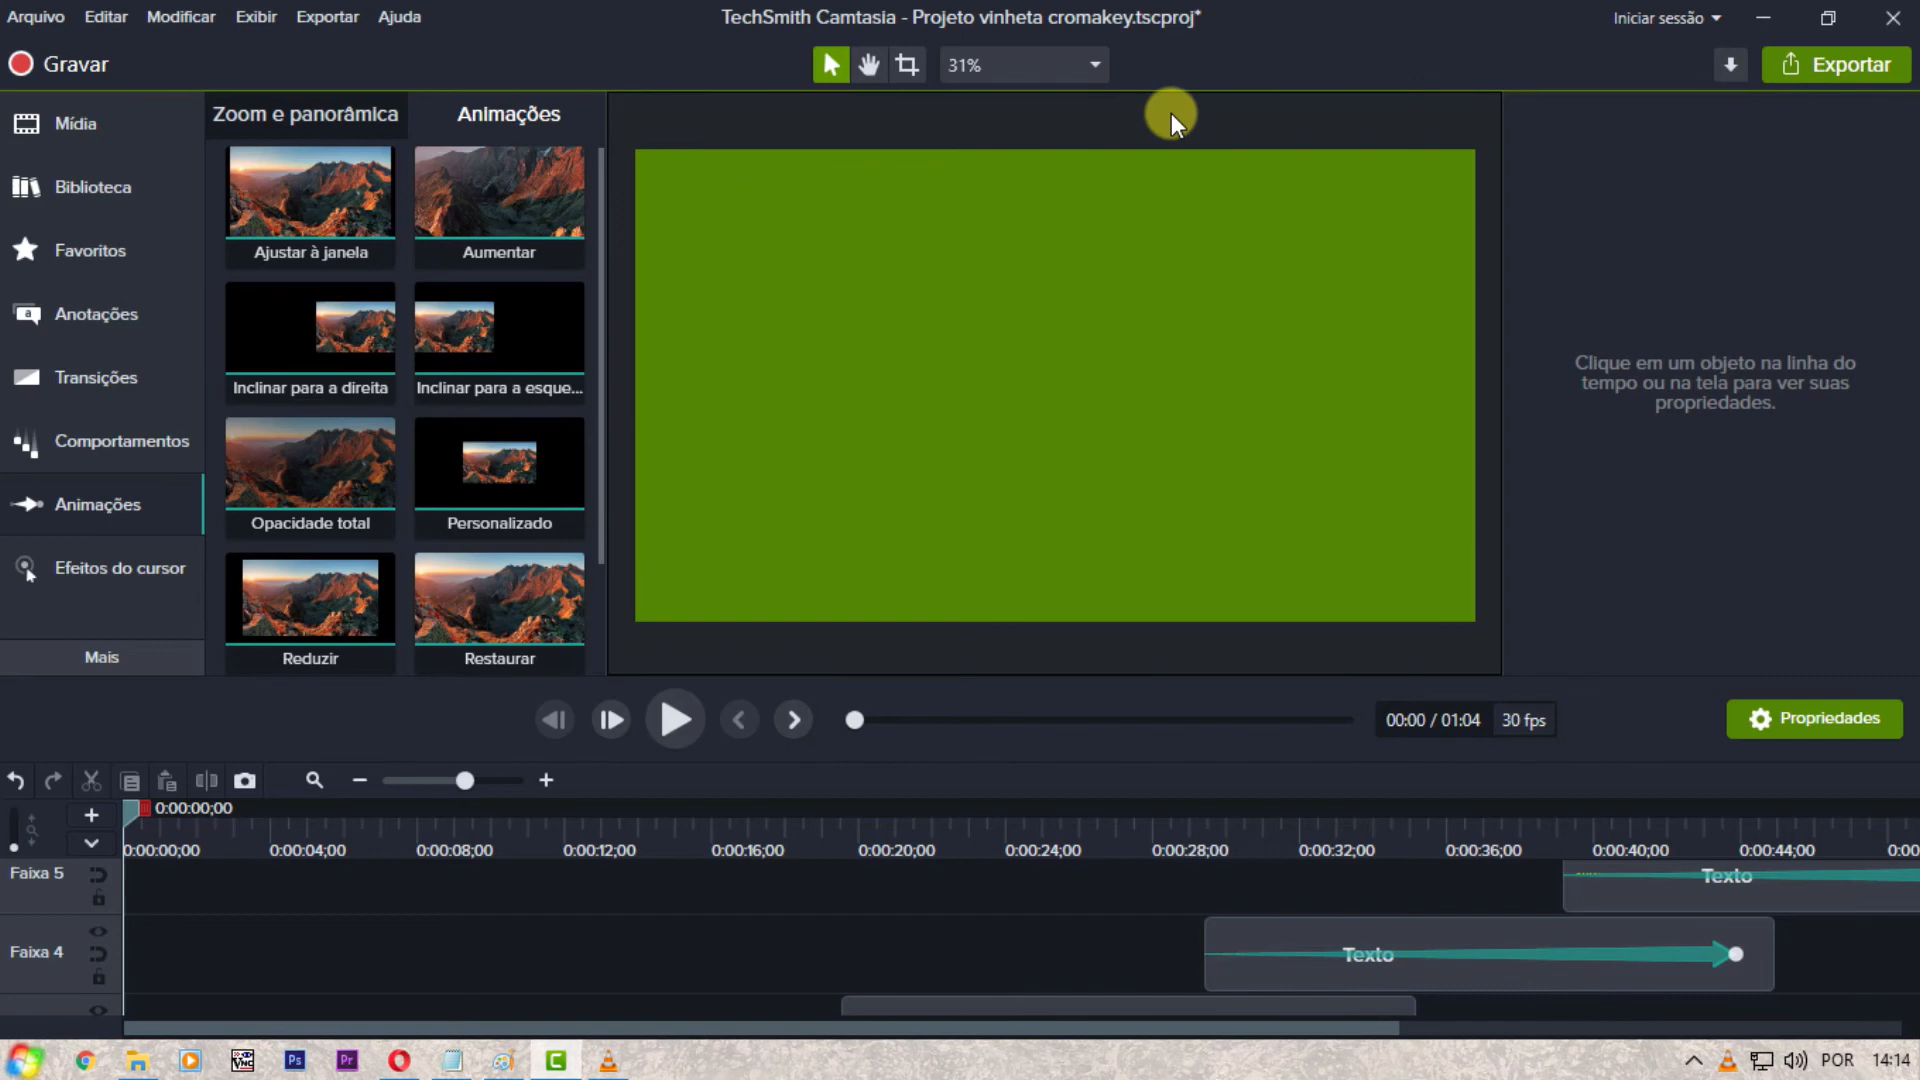 Arquivo Editar Modificar Exibir Exportar Ajuda
TechSmith Camtasia - Projeto vinheta cromakey.tscproj*
Iniciar sessão
Gravar
31%
Exportar
Mídia
Biblioteca
Favoritos
Anotações
Transições
Comportamentos
Animações
Efeitos do cursor
Mais
Zoom e panorâmica
Animações
Ajustar à janela
Aumentar
Inclinar para a direita
Inclinar para a esque...
Opacidade total
Personalizado
Reduzir
Restaurar
Clique em um objeto na linha do
tempo ou na tela para ver suas
propriedades.
00:00 / 01:04
30 fps
Propriedades
0:00:00;00
0:00:00;00 0:00:04;00 0:00:08;00 0:00:12;00 0:00:16;00 0:00:20;00 0:00:24;00 0:00:28;00 0:00:32;00 0:00:36;00 0:00:40;00 0:00:44;00 0:00
Faixa 5
Texto
Faixa 4
Texto
VNC
Ps
Pr
C
POR
14:14